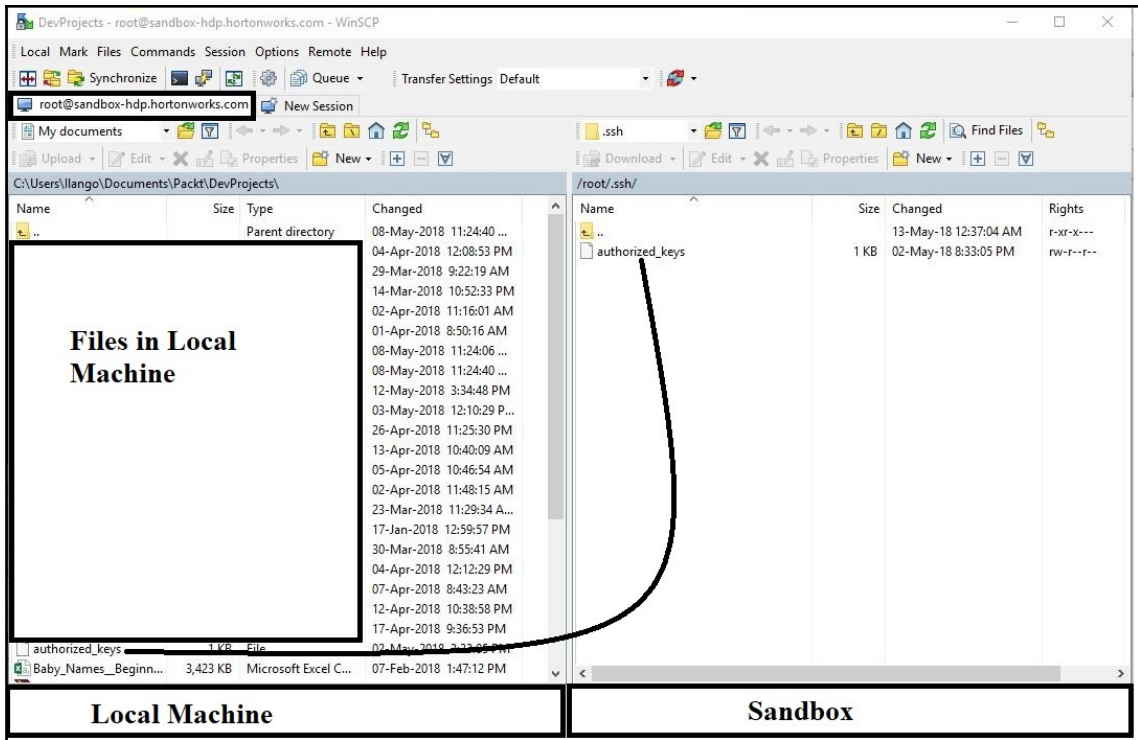 DevProjects - root@sandbox-hdp.hortonworks.com - WinSCP
Local Mark Files Commands Session Options Remote Help
Synchronize Queue Transfer Settings Default
root@sandbox-hdp.hortonworks.com New Session
My documents .ssh Find Files
Upload Edit Properties New Download Edit Properties New
C:\Users\Ilango\Documents\Packt\DevProjects\ /root/.ssh/
Name Size Type Changed Name Size Changed Rights
.. Parent directory 08-May-2018 11:24:40 ... .. 13-May-18 12:37:04 AM r-xr-x---
04-Apr-2018 12:08:53 PM authorized_keys 1 KB 02-May-18 8:33:05 PM rw-r--r--
29-Mar-2018 9:22:19 AM
14-Mar-2018 10:52:33 PM
02-Apr-2018 11:16:01 AM
01-Apr-2018 8:50:16 AM
Files in Local
08-May-2018 11:24:06 ...
Machine
08-May-2018 11:24:40 ...
12-May-2018 3:34:48 PM
03-May-2018 12:10:29 P...
26-Apr-2018 11:25:30 PM
13-Apr-2018 10:40:09 AM
05-Apr-2018 10:46:54 AM
02-Apr-2018 11:48:15 AM
23-Mar-2018 11:29:34 A...
17-Jan-2018 12:59:57 PM
30-Mar-2018 8:55:41 AM
04-Apr-2018 12:12:29 PM
07-Apr-2018 8:43:23 AM
12-Apr-2018 10:38:58 PM
17-Apr-2018 9:36:53 PM
authorized_keys 1 KB File 02-May-2018
Baby_Names__Beginn... 3,423 KB Microsoft Excel C... 07-Feb-2018 1:47:12 PM
Local Machine Sandbox